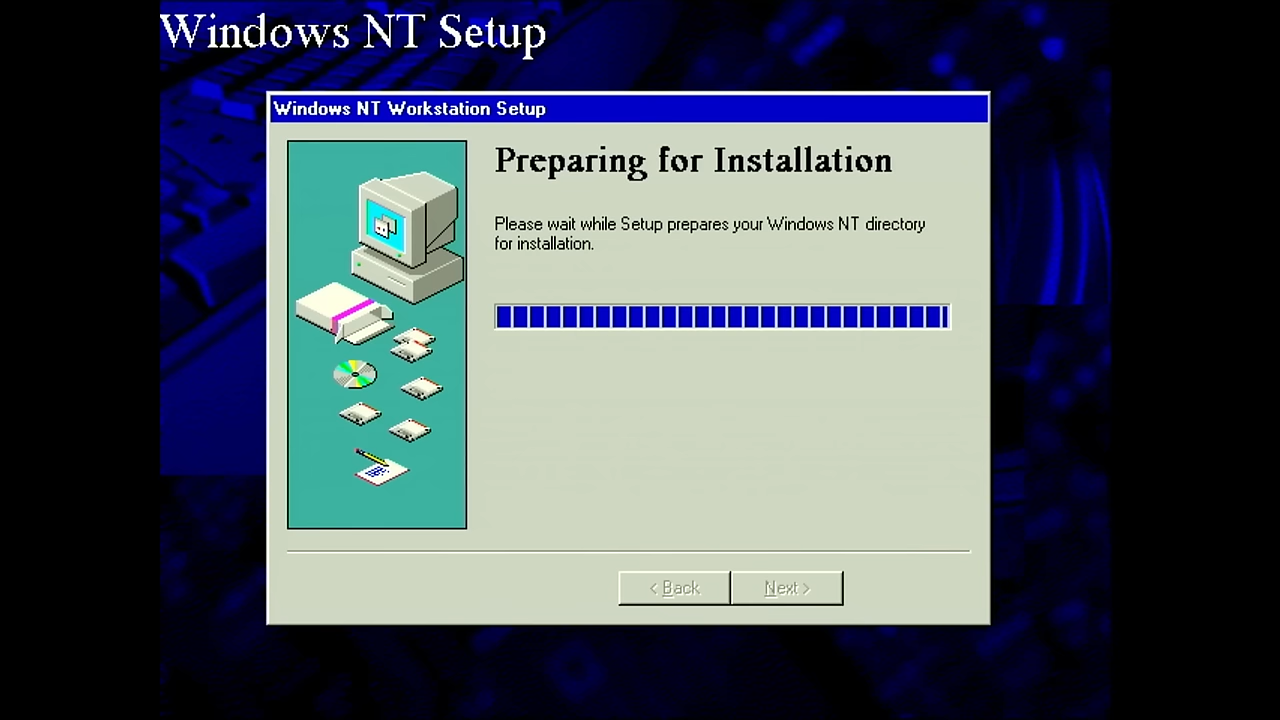 Windows NT Setup
Windows NT Workstation Setup
Preparing for Installation
Please wait while Setup prepares your Windows NT directory
for installation.
< Back
Next >